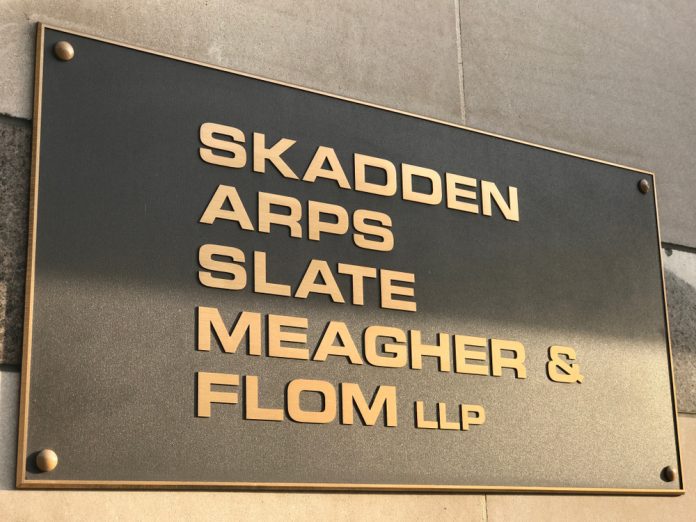 SKADDEN
ARPS
SLATE
MEAGHER &
FLOM LLP